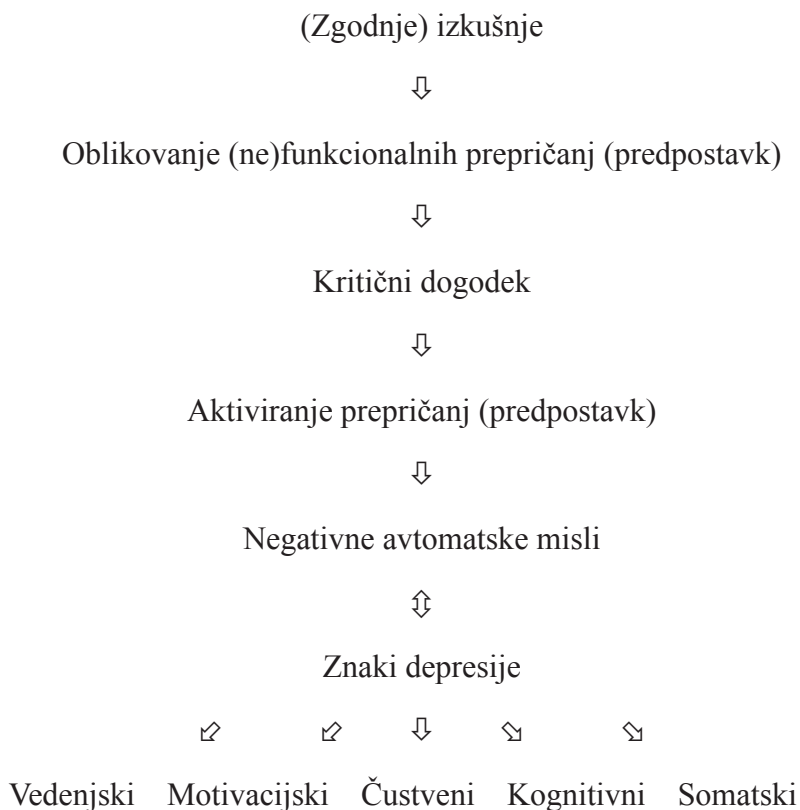 (Zgodnje) izkušnje
⇩
Oblikovanje (ne)funkcionalnih prepričanj (predpostavk)
⇩
Kritični dogodek
⇩
Aktiviranje prepričanj (predpostavk)
⇩
Negativne avtomatske misli
⇳
Znaki depresije
⬃ ⬃ ⇩ ⬂ ⬂
Vedenjski Motivacijski Čustveni Kognitivni Somatski